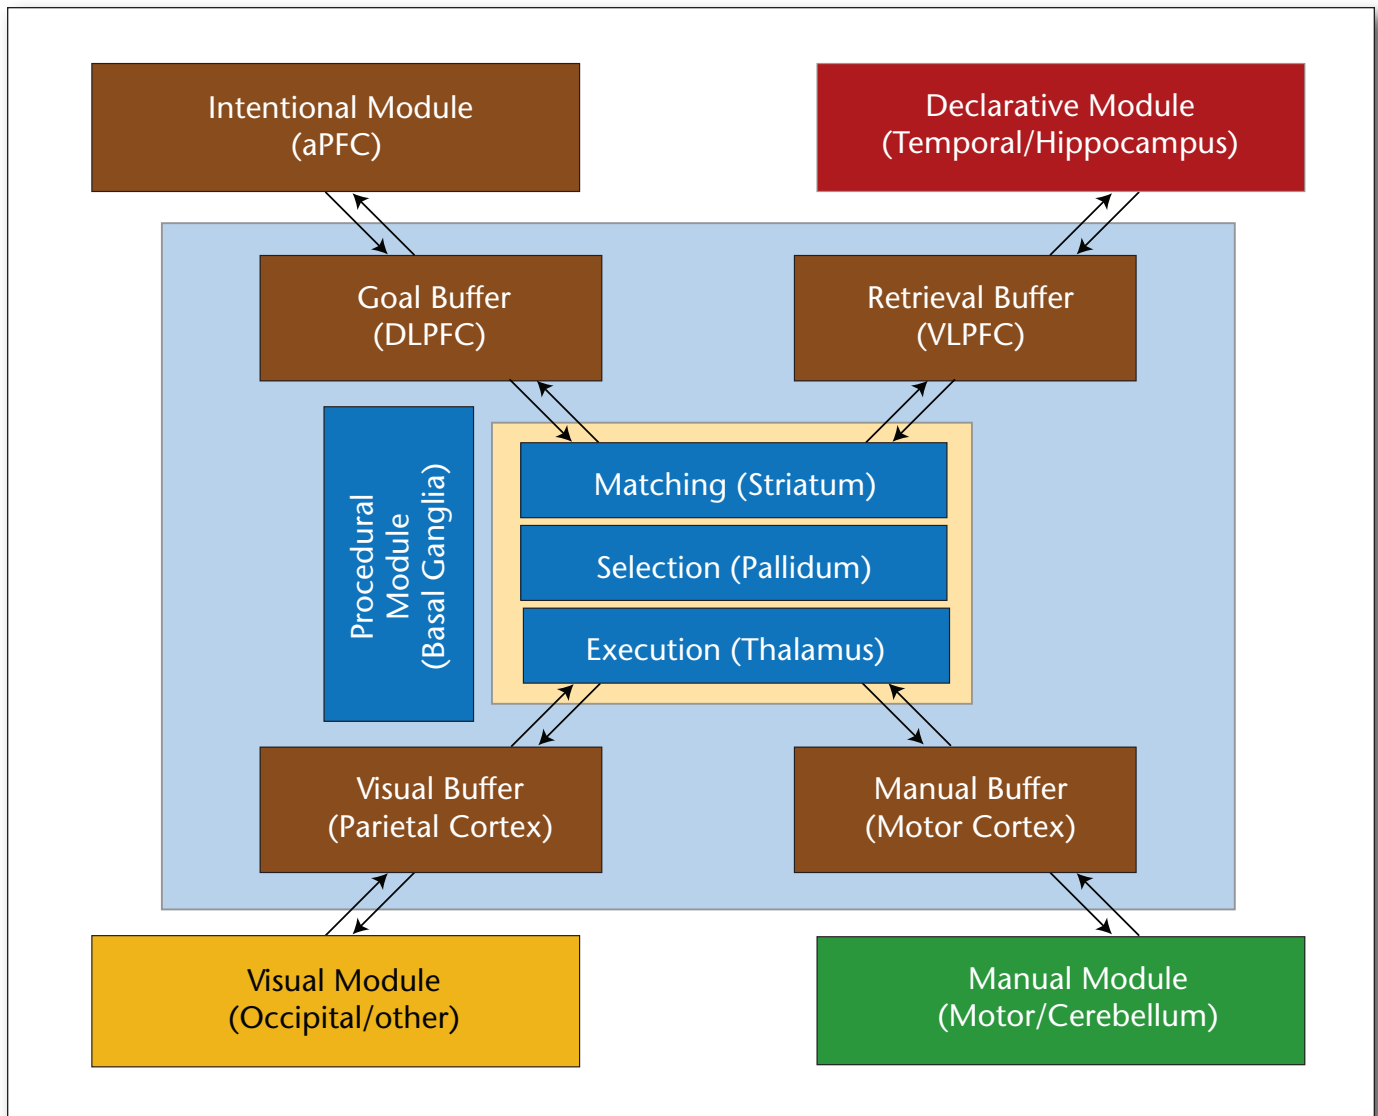 Intentional Module
(aPFC)
Declarative Module
(Temporal/Hippocampus)
Goal Buffer
(DLPFC)
Retrieval Buffer
(VLPFC)
Procedural
Module
(Basal Ganglia)
Matching (Striatum)
Selection (Pallidum)
Execution (Thalamus)
Visual Buffer
(Parietal Cortex)
Manual Buffer
(Motor Cortex)
Visual Module
(Occipital/other)
Manual Module
(Motor/Cerebellum)